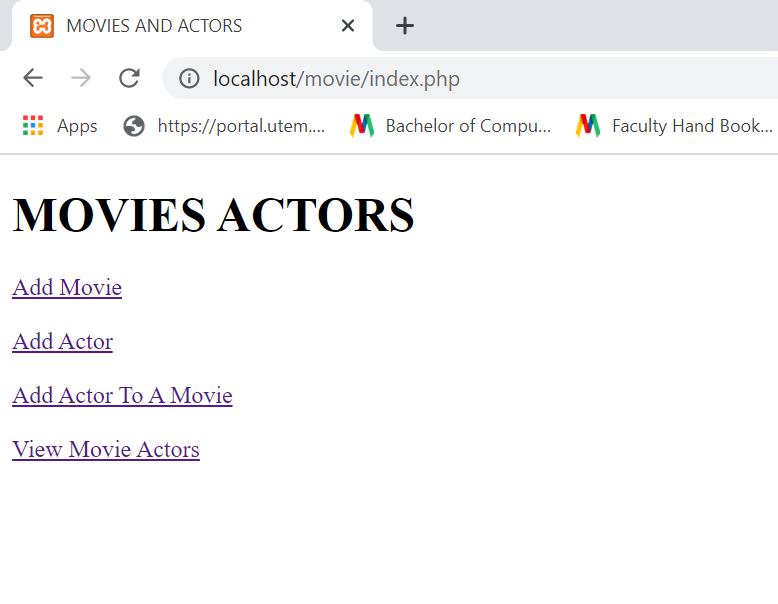 MOVIES AND ACTORS
localhost/movie/index.php
Apps https://portal.utem.... Bachelor of Compu... Faculty Hand Book...
MOVIES ACTORS
Add Movie
Add Actor
Add Actor To A Movie
View Movie Actors